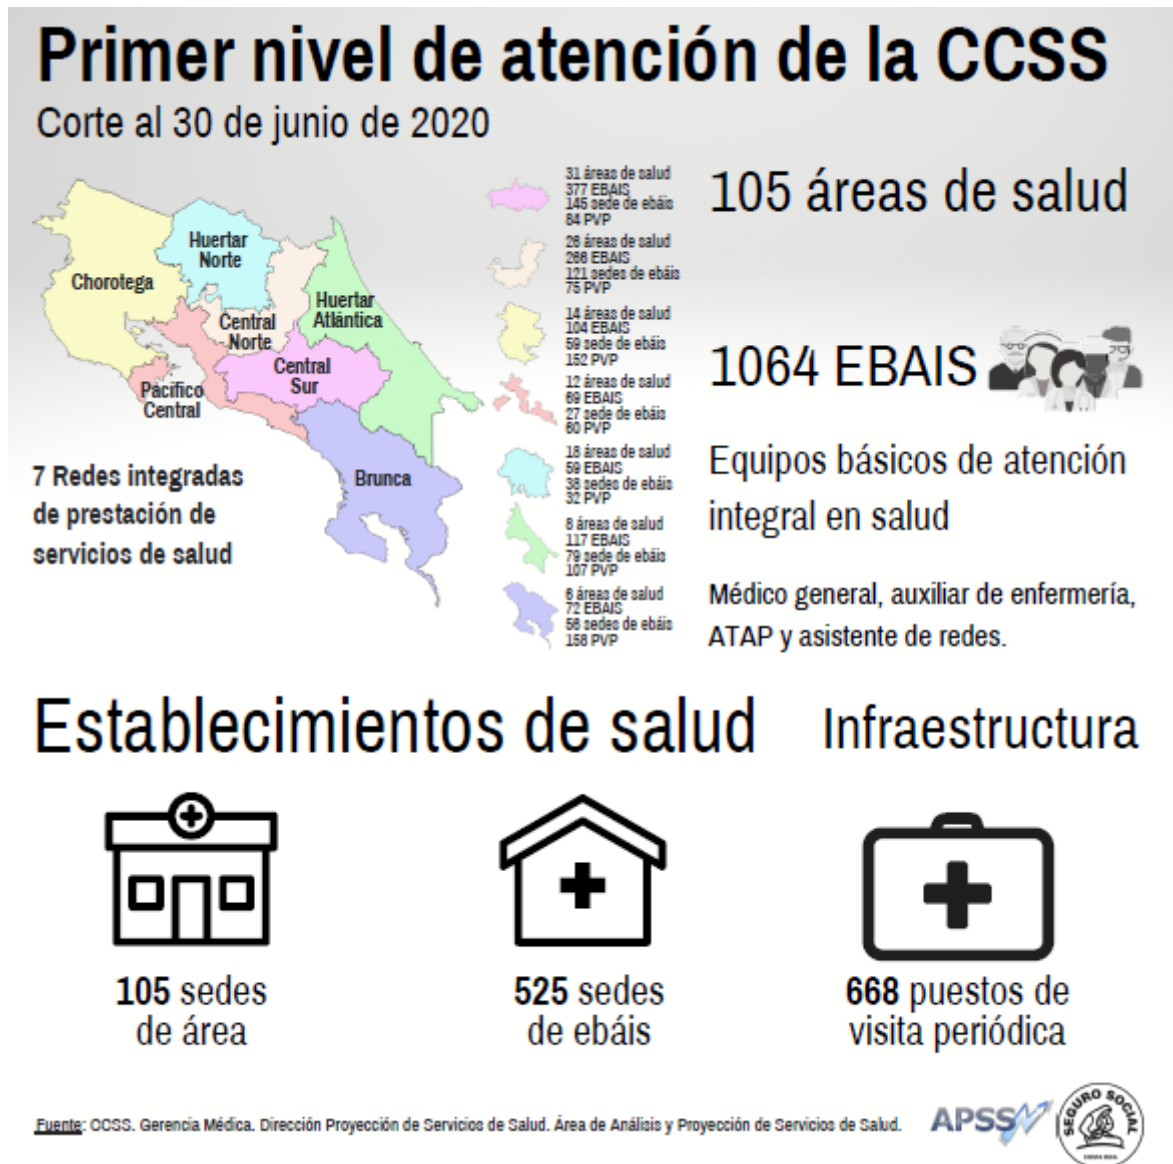 Primer nivel de atención de la CCSS
Corte al 30 de junio de 2020
Chorotega
Huertar
Norte
Central
Norte
Huertar
Atlántica
Central
Sur
Pacífico
Central
Brunca
7 Redes integradas
de prestación de
servicios de salud
31 áreas de salud
377 EBAIS
145 sede de ebáis
84 PVP
26 áreas de salud
266 EBAIS
121 sedes de ebáis
75 PVP
14 áreas de salud
104 EBAIS
59 sede de ebáis
152 PVP
12 áreas de salud
69 EBAIS
27 sede de ebáis
60 PVP
18 áreas de salud
59 EBAIS
38 sedes de ebáis
32 PVP
8 áreas de salud
117 EBAIS
79 sede de ebáis
107 PVP
6 áreas de salud
72 EBAIS
56 sedes de ebáis
158 PVP
105 áreas de salud
1064 EBAIS
Equipos básicos de atención
integral en salud
Médico general, auxiliar de enfermería,
ATAP y asistente de redes.
Establecimientos de salud
Infraestructura
105 sedes
de área
525 sedes
de ebáis
668 puestos de
visita periódica
Fuente: CCSS. Gerencia Médica. Dirección Proyección de Servicios de Salud. Área de Análisis y Proyección de Servicios de Salud.
APSS
SEGURO SOCIAL
COSTA RICA